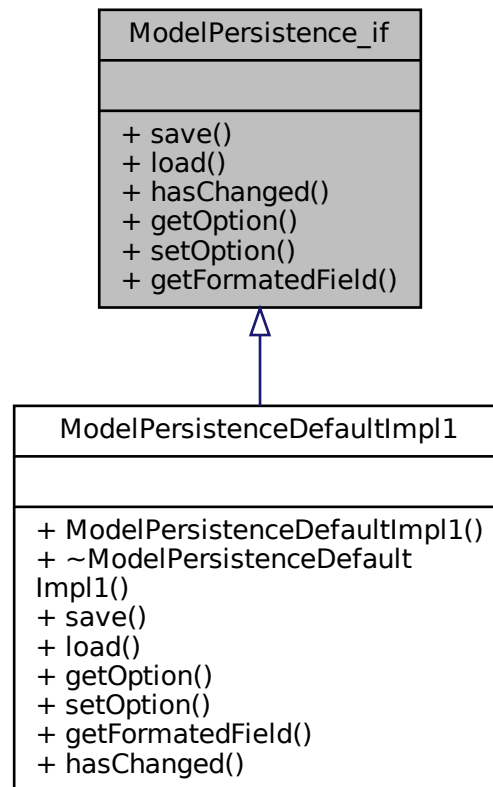 ModelPersistence_if
+ save()
+ load()
+ hasChanged()
+ getOption()
+ setOption()
+ getFormatedField()
ModelPersistenceDefaultImpl1
+ ModelPersistenceDefaultImpl1()
+ ~ModelPersistenceDefault
Impl1()
+ save()
+ load()
+ getOption()
+ setOption()
+ getFormatedField()
+ hasChanged()